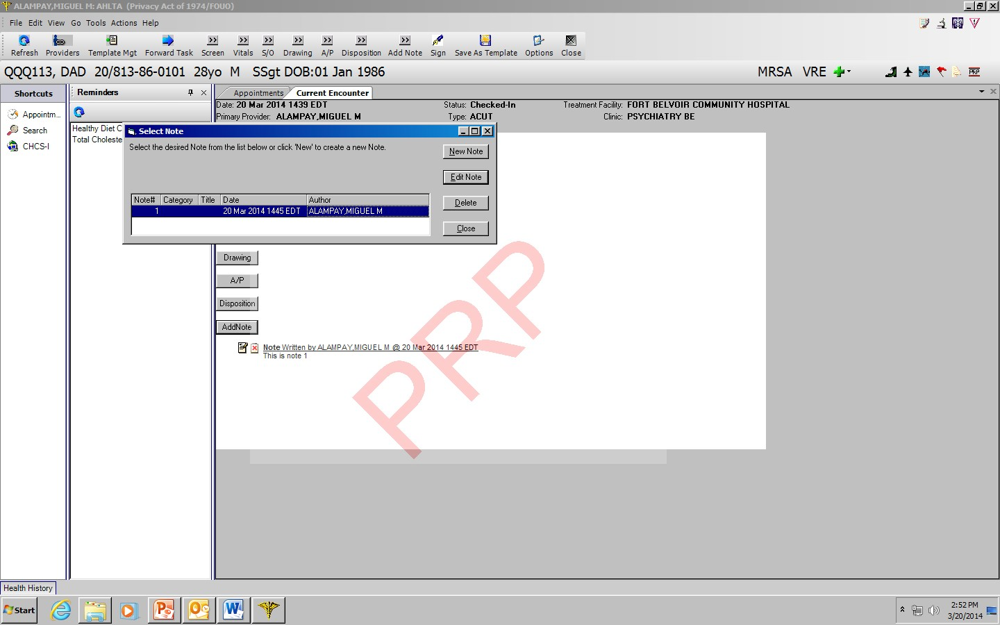 ALAMPAY,MIGUEL M: AHLTA (Privacy Act of 1974/FOUO)
File Edit View Go Tools Actions Help
Refresh Providers Template Mgt Forward Task Screen Vitals S/O Drawing A/P Disposition Add Note Sign Save As Template Options Close
QQQ113, DAD 20/813-86-0101 28yo M SSgt DOB:01 Jan 1986 MRSA VRE PRP
Shortcuts
Appointm...
Search
CHCS-I
Reminders
Healthy Diet C
Total Choleste
Appointments Current Encounter
Date: 20 Mar 2014 1439 EDT Status: Checked-In Treatment Facility: FORT BELVOIR COMMUNITY HOSPITAL
Primary Provider: ALAMPAY,MIGUEL M Type: ACUT Clinic: PSYCHIATRY BE
Select Note
Select the desired Note from the list below or click 'New' to create a new Note.
New Note
Edit Note
Delete
Close
Note# Category Title Date Author
1 20 Mar 2014 1445 EDT ALAMPAY,MIGUEL M
Drawing
A/P
Disposition
AddNote
Note Written by ALAMPAY,MIGUEL M @ 20 Mar 2014 1445 EDT
This is note 1
PRP
Health History
Start
2:52 PM
3/20/2014